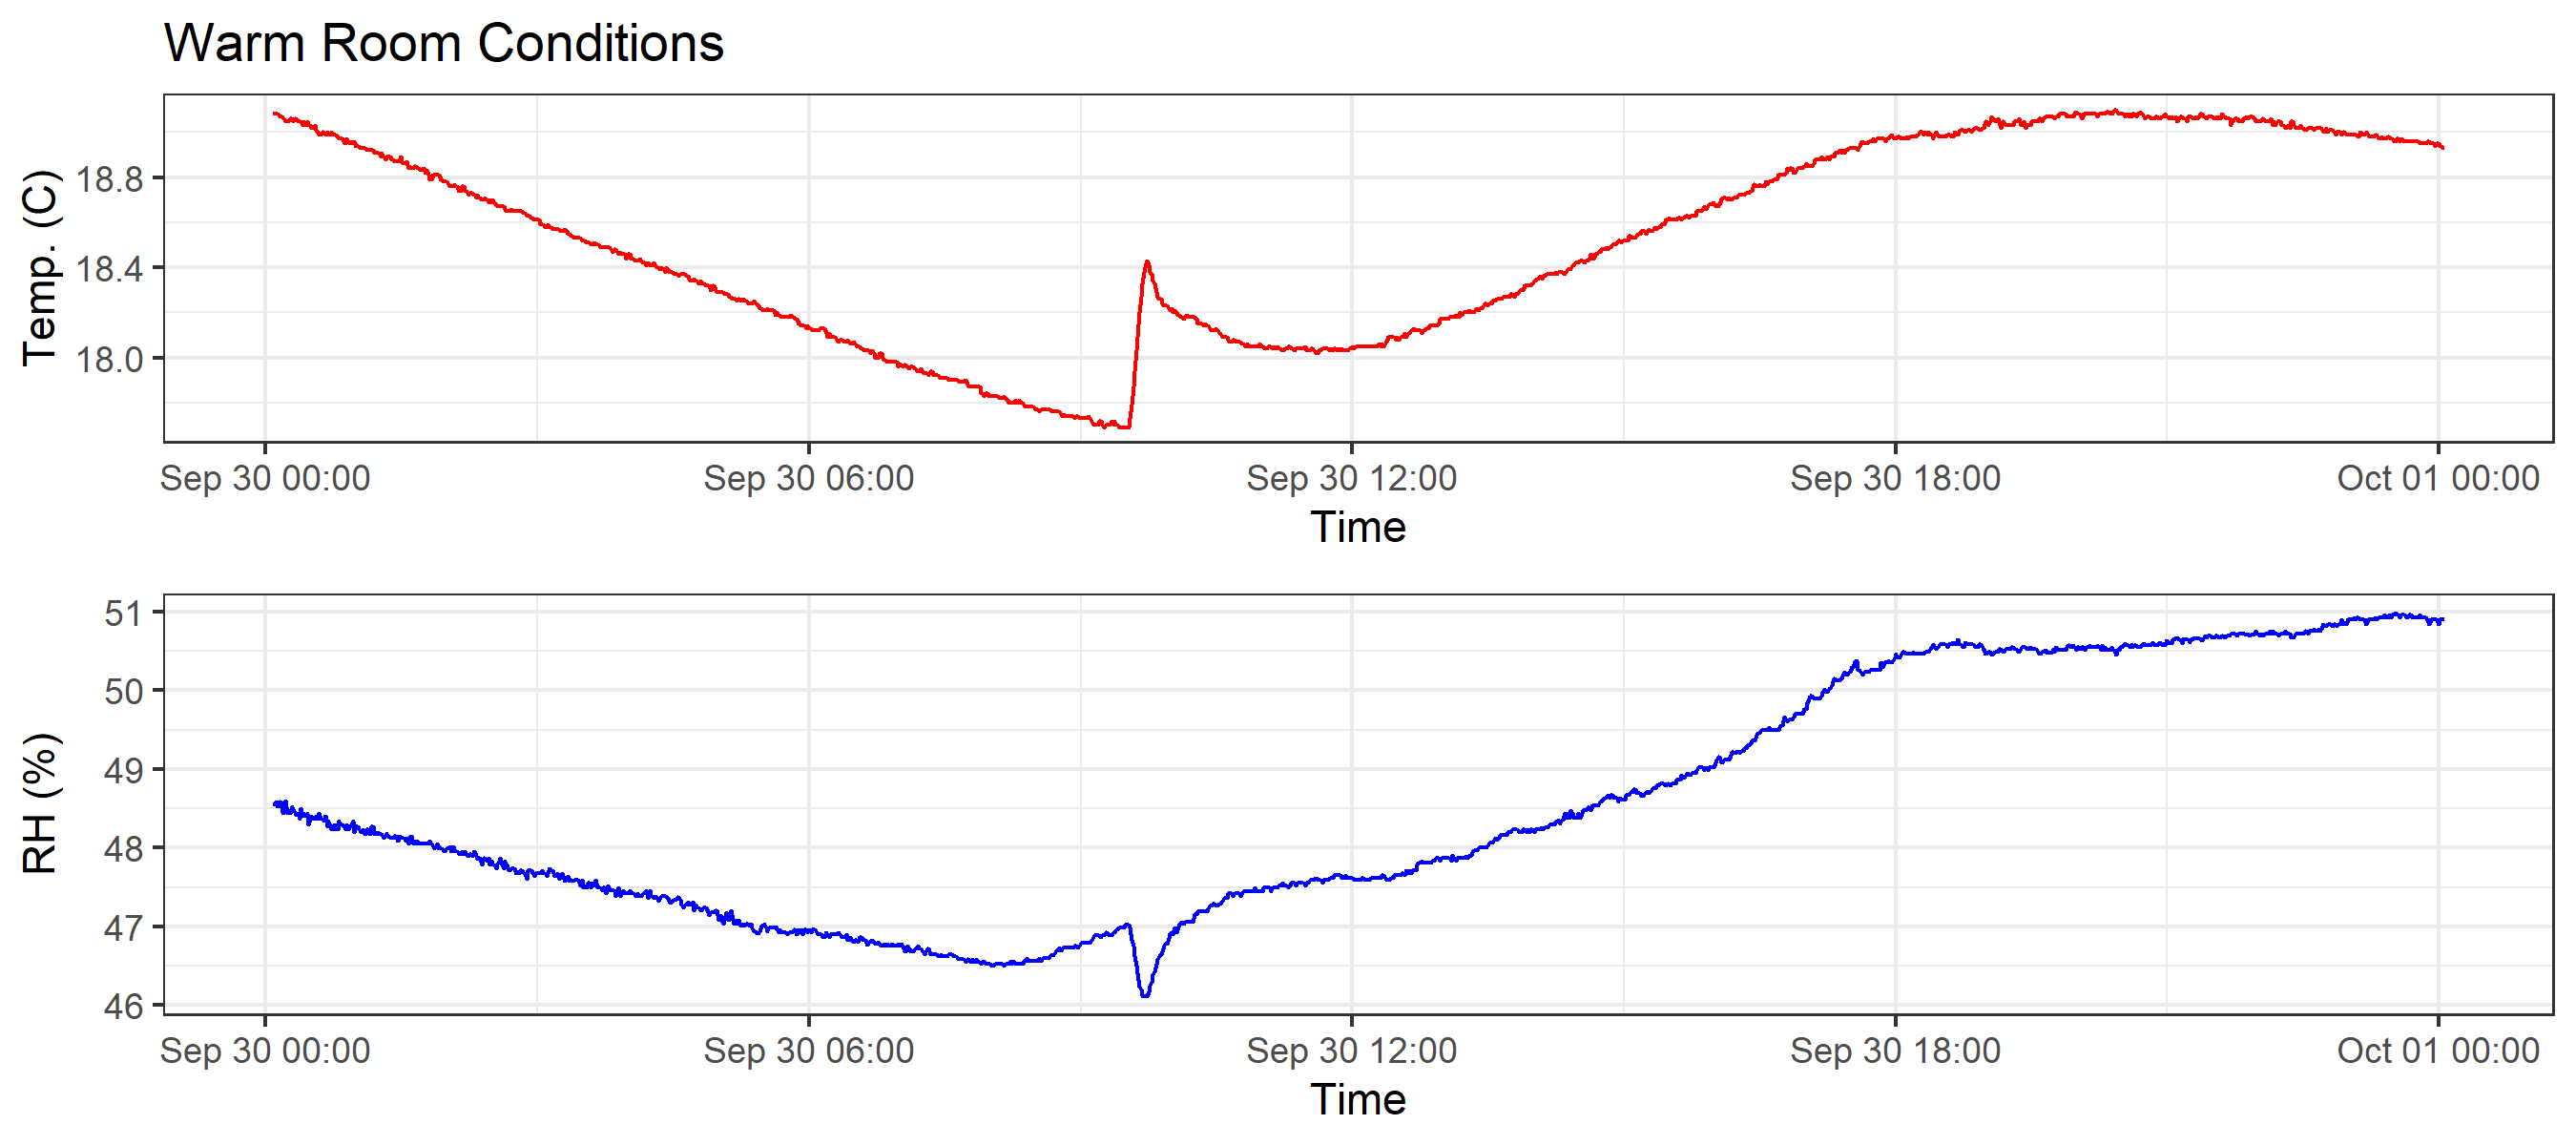 Warm Room Conditions
Temp. (C)
18.8
18.4
18.0
Sep 30 00:00 Sep 30 06:00 Sep 30 12:00 Sep 30 18:00 Oct 01 00:00
Time
RH (%)
51
50
49
48
47
46
Sep 30 00:00 Sep 30 06:00 Sep 30 12:00 Sep 30 18:00 Oct 01 00:00
Time